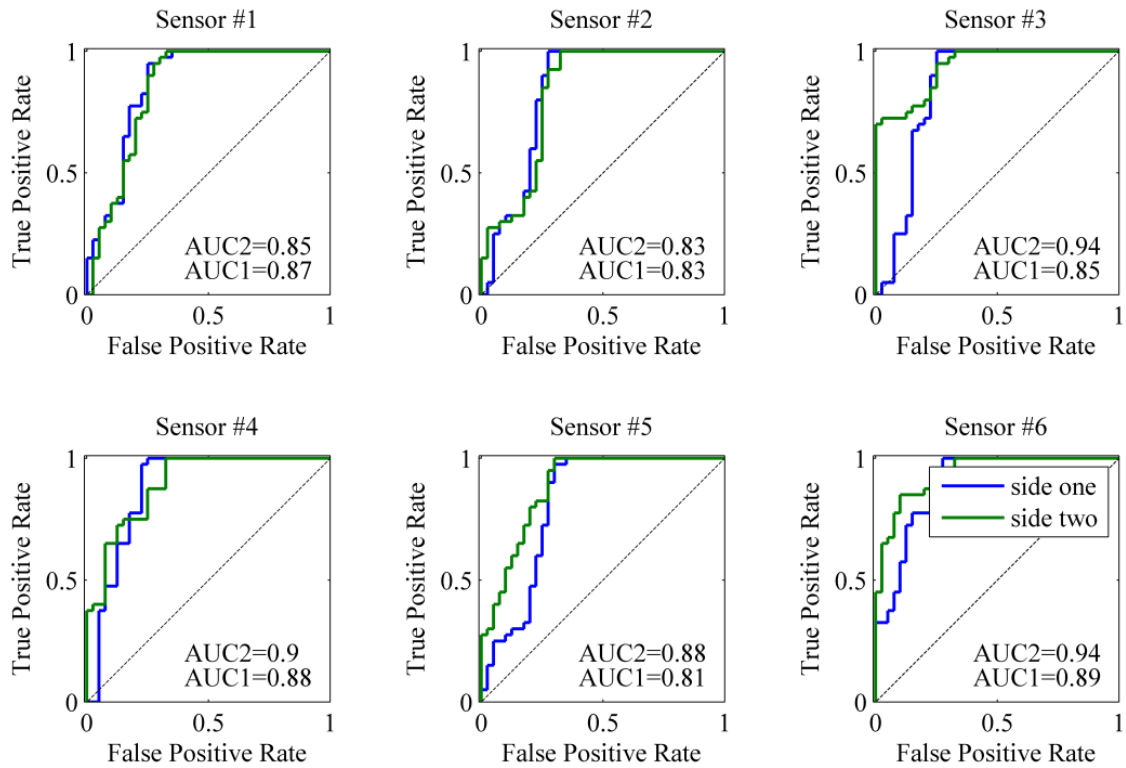 Sensor #1
True Positive Rate
1
0.5
0
AUC2=0.85
AUC1=0.87
0
0.5
1
False Positive Rate
Sensor #2
True Positive Rate
1
0.5
0
AUC2=0.83
AUC1=0.83
0
0.5
1
False Positive Rate
Sensor #3
True Positive Rate
1
0.5
0
AUC2=0.94
AUC1=0.85
0
0.5
1
False Positive Rate
Sensor #4
True Positive Rate
1
0.5
0
AUC2=0.9
AUC1=0.88
0
0.5
1
False Positive Rate
Sensor #5
True Positive Rate
1
0.5
0
AUC2=0.88
AUC1=0.81
0
0.5
1
False Positive Rate
Sensor #6
True Positive Rate
1
0.5
0
side one
side two
AUC2=0.94
AUC1=0.89
0
0.5
1
False Positive Rate